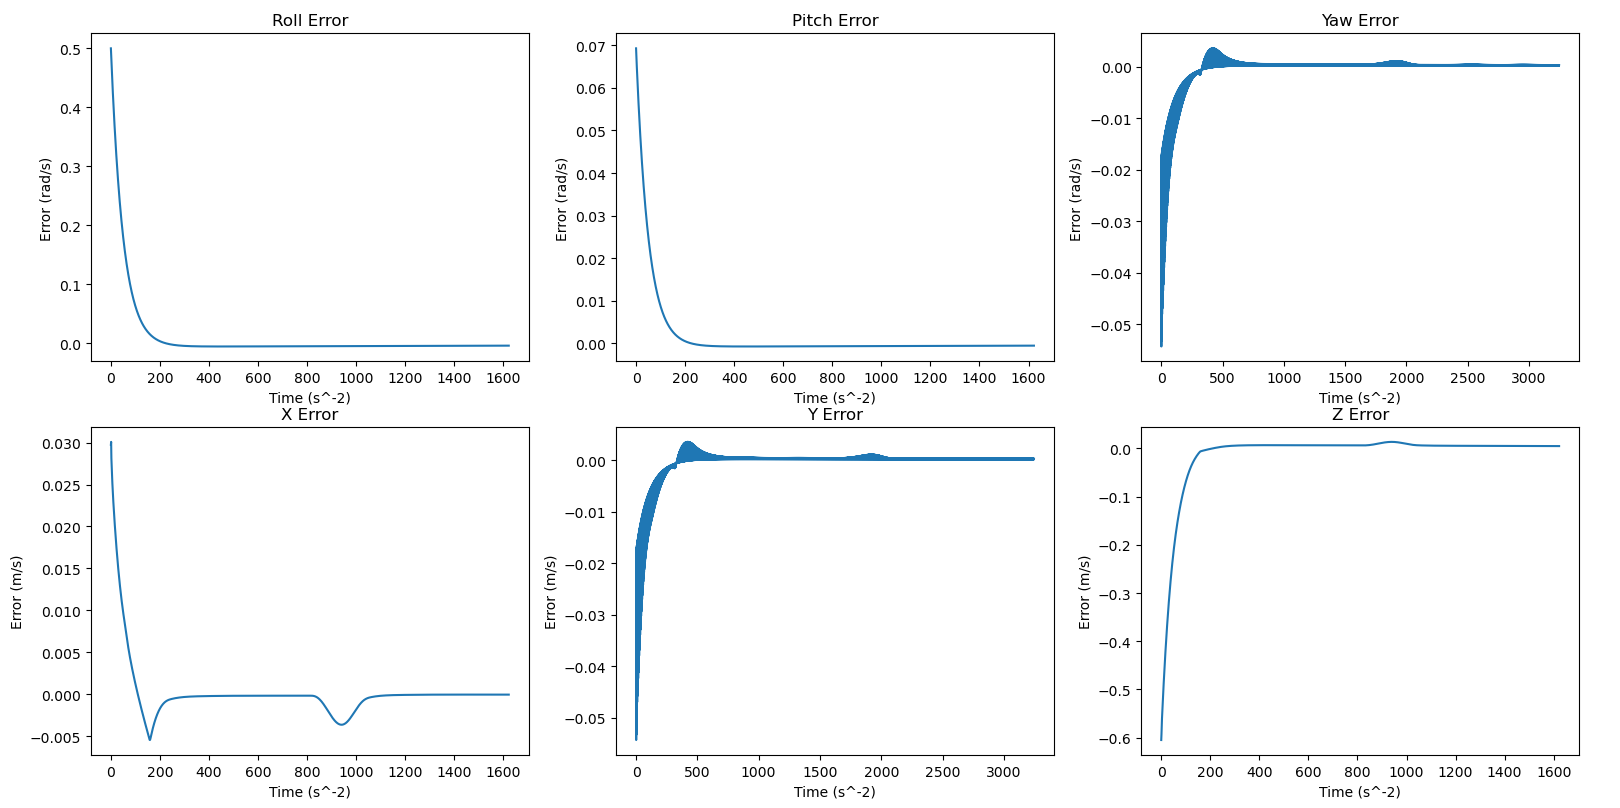 Roll Error
Error (rad/s)
0.5
0.4
0.3
0.2
0.1
0.0
0 200 400 600 800 1000 1200 1400 1600
Time (s^-2)
Pitch Error
Error (rad/s)
0.07
0.06
0.05
0.04
0.03
0.02
0.01
0.00
0 200 400 600 800 1000 1200 1400 1600
Time (s^-2)
Yaw Error
Error (rad/s)
0.00
−0.01
−0.02
−0.03
−0.04
−0.05
0 500 1000 1500 2000 2500 3000
Time (s^-2)
X Error
Error (m/s)
0.030
0.025
0.020
0.015
0.010
0.005
0.000
−0.005
0 200 400 600 800 1000 1200 1400 1600
Time (s^-2)
Y Error
Error (m/s)
0.00
−0.01
−0.02
−0.03
−0.04
−0.05
0 500 1000 1500 2000 2500 3000
Time (s^-2)
Z Error
Error (m/s)
0.0
−0.1
−0.2
−0.3
−0.4
−0.5
−0.6
0 200 400 600 800 1000 1200 1400 1600
Time (s^-2)